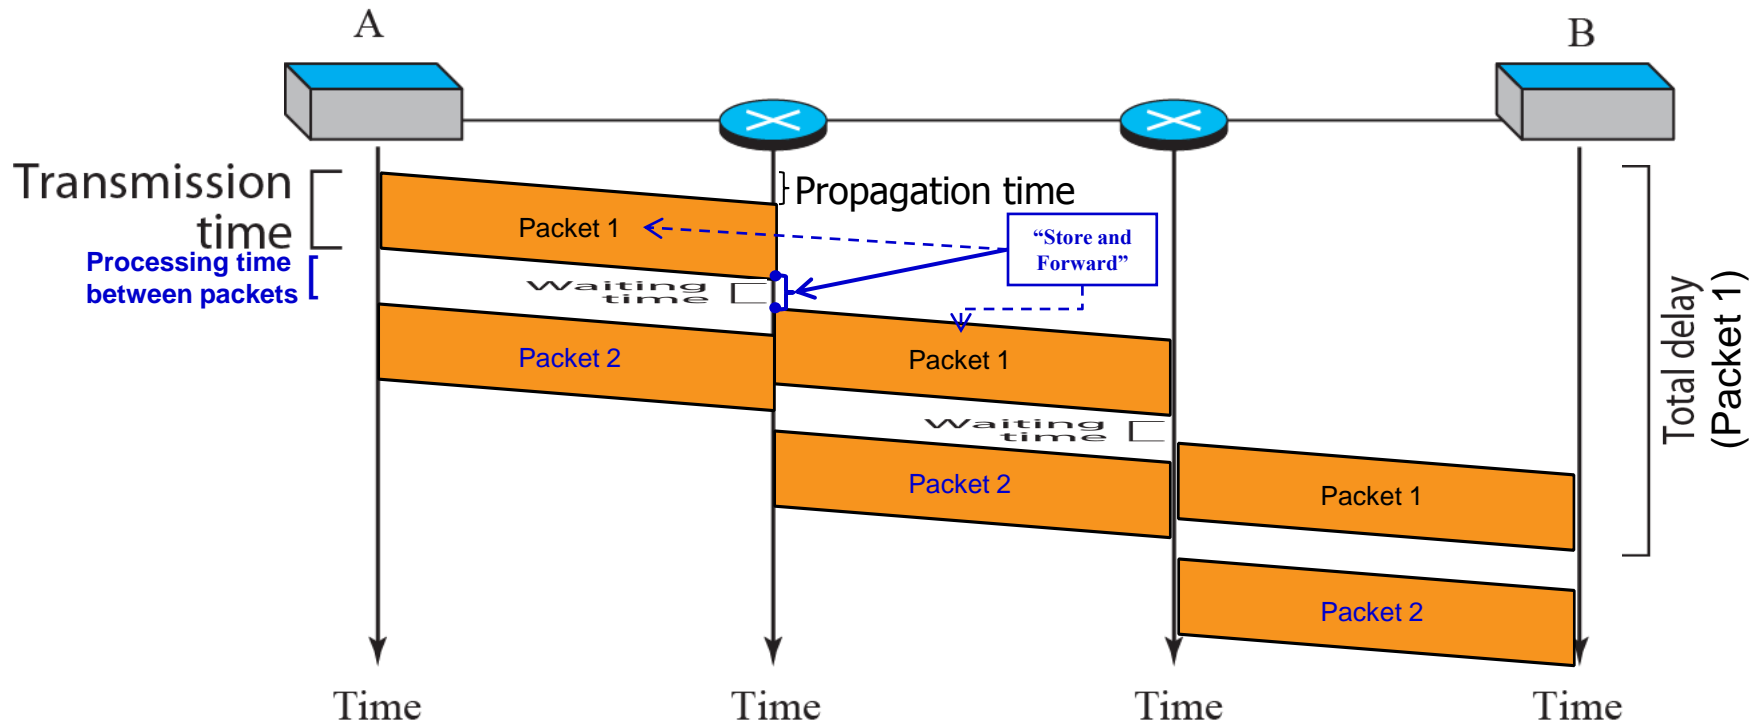 A
B
Transmission
time
Propagation time
Packet 1
“Store and
Forward”
Processing time
between packets
Waiting
time
Packet 2
Packet 1
Waiting
time
Packet 2
Packet 1
Packet 2
Total delay
(Packet 1)
Time
Time
Time
Time